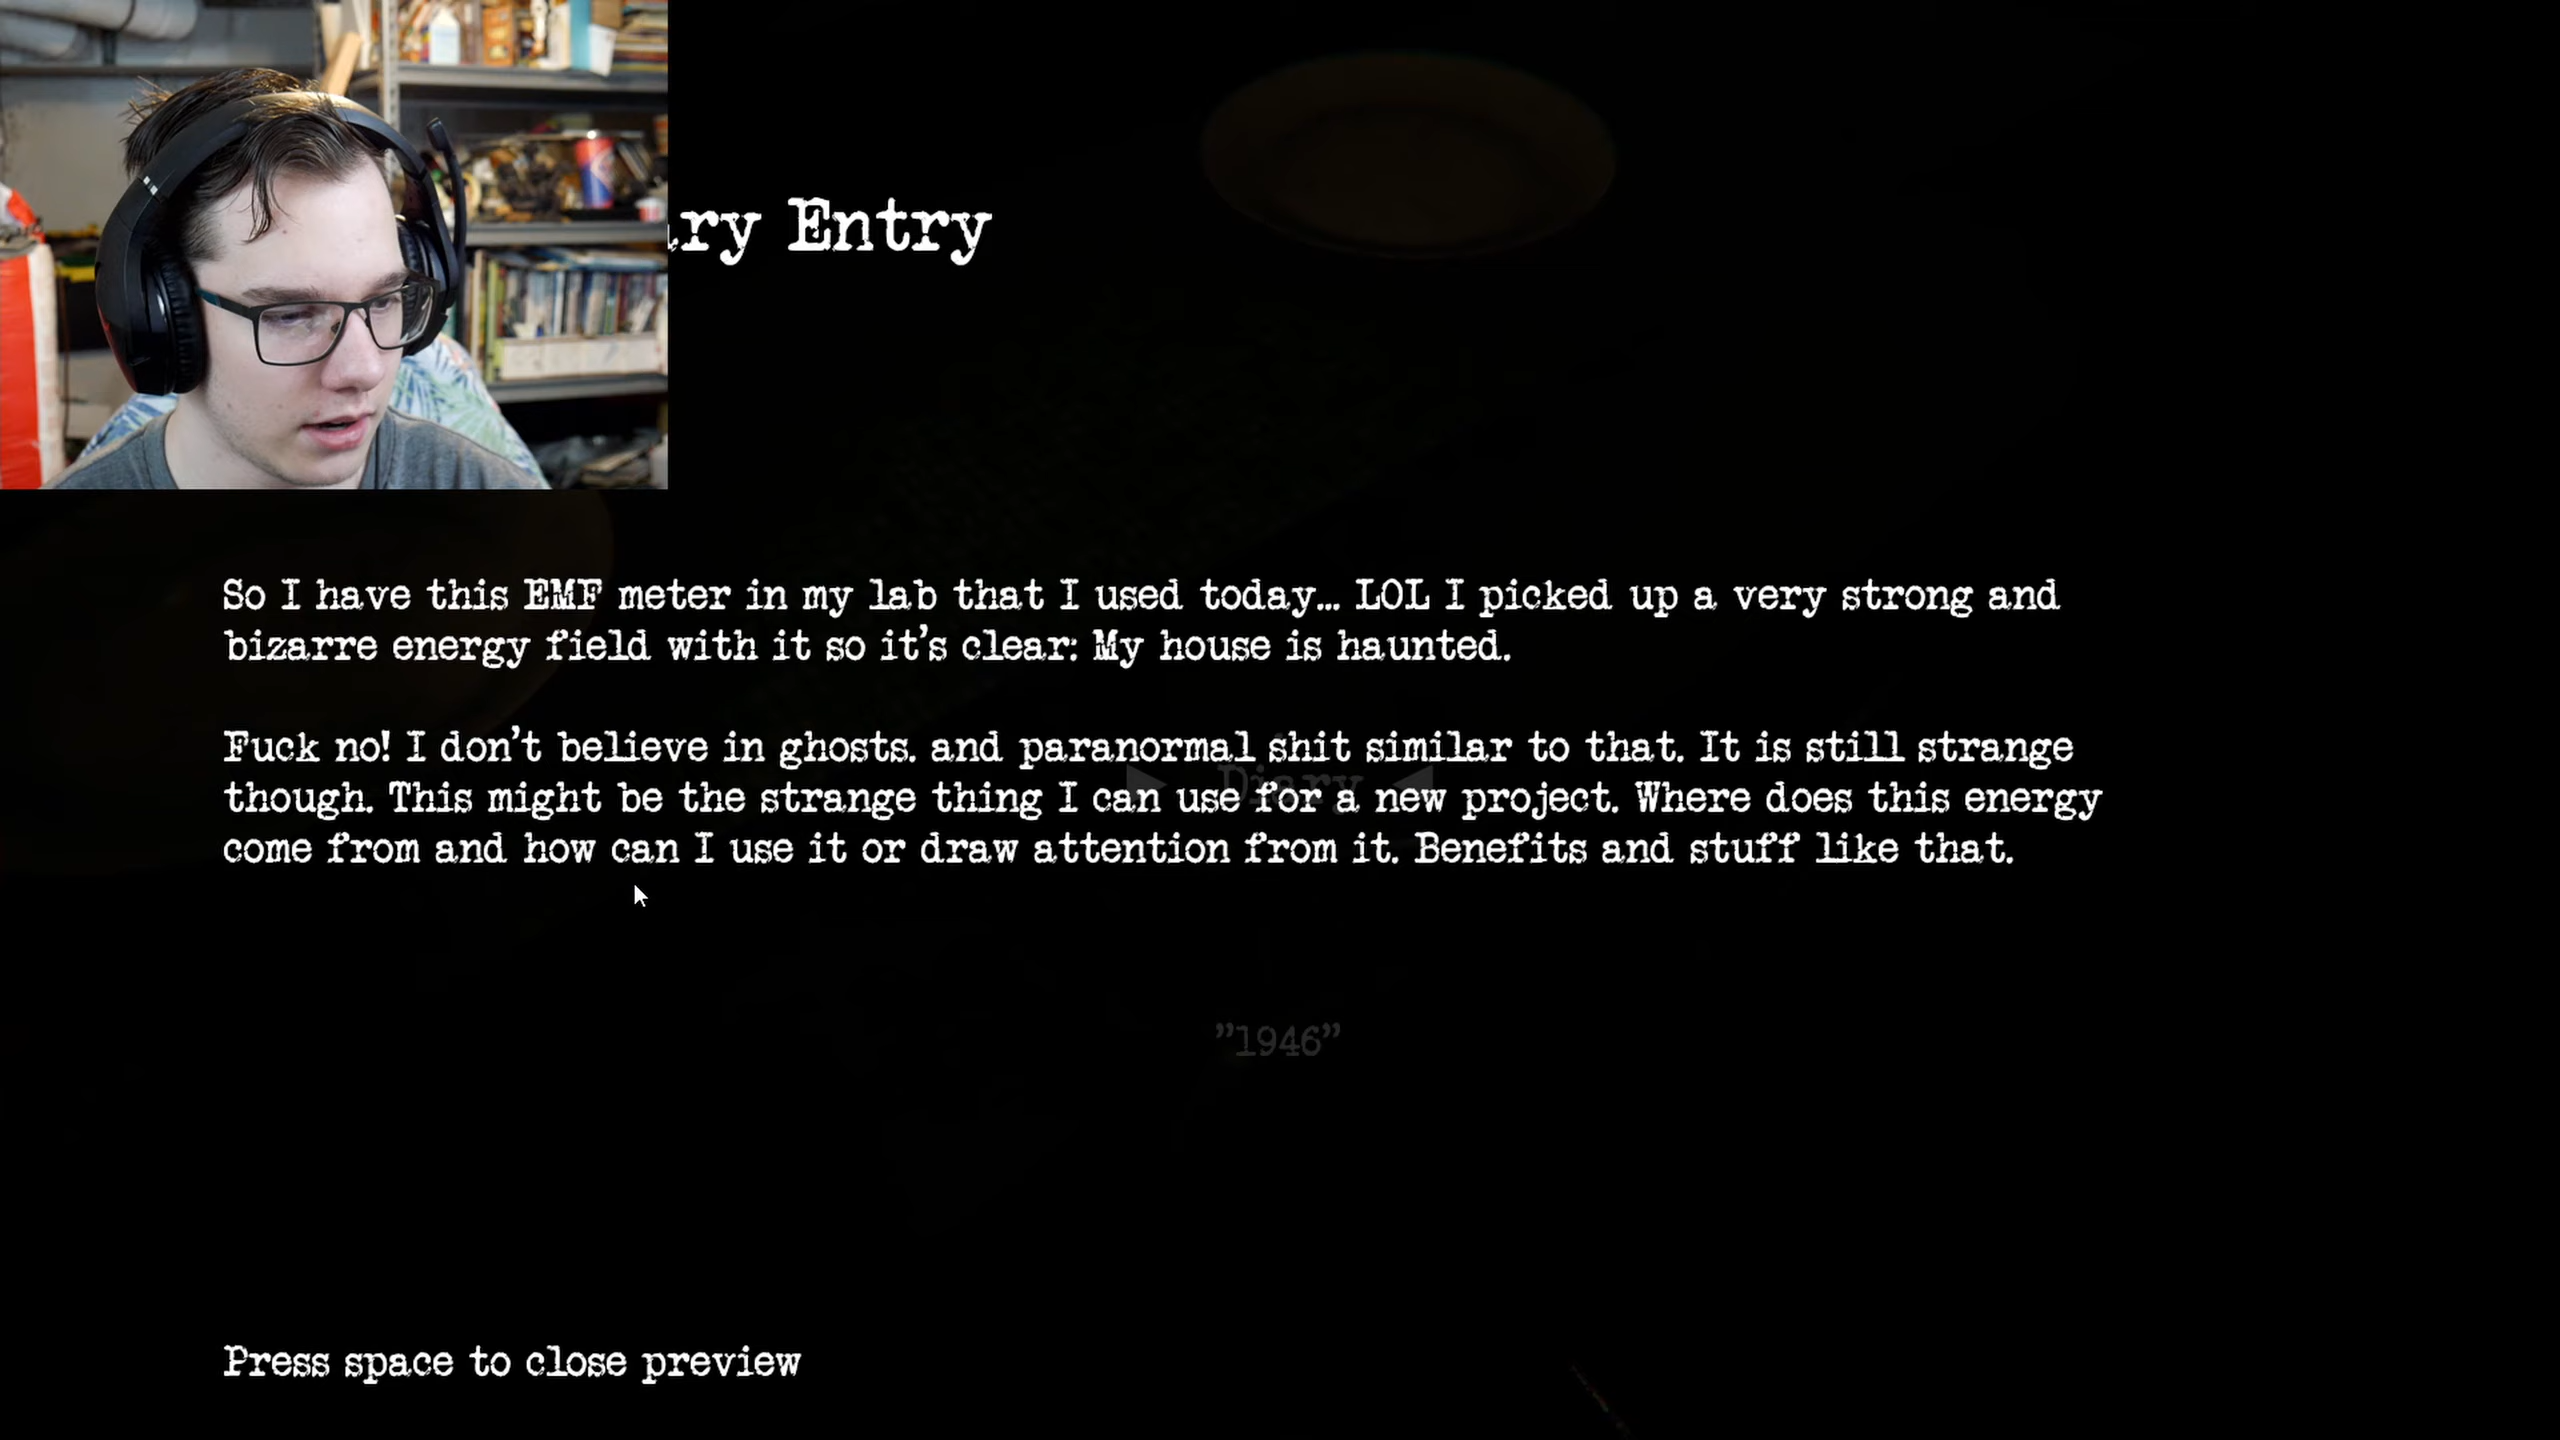 Entry
So I have this EMF meter in my lab that I used today... LOL I picked up a very strong and
bizarre energy field with it so it's clear: My house is haunted.
Fuck no! I don't believe in ghosts. and paranormal shit similar to that. It is still strange
though. This might be the strange thing I can use for a new project. Where does this energy
come from and how can I use it or draw attention from it. Benefits and stuff like that.
Diary
"1946"
Press space to close preview